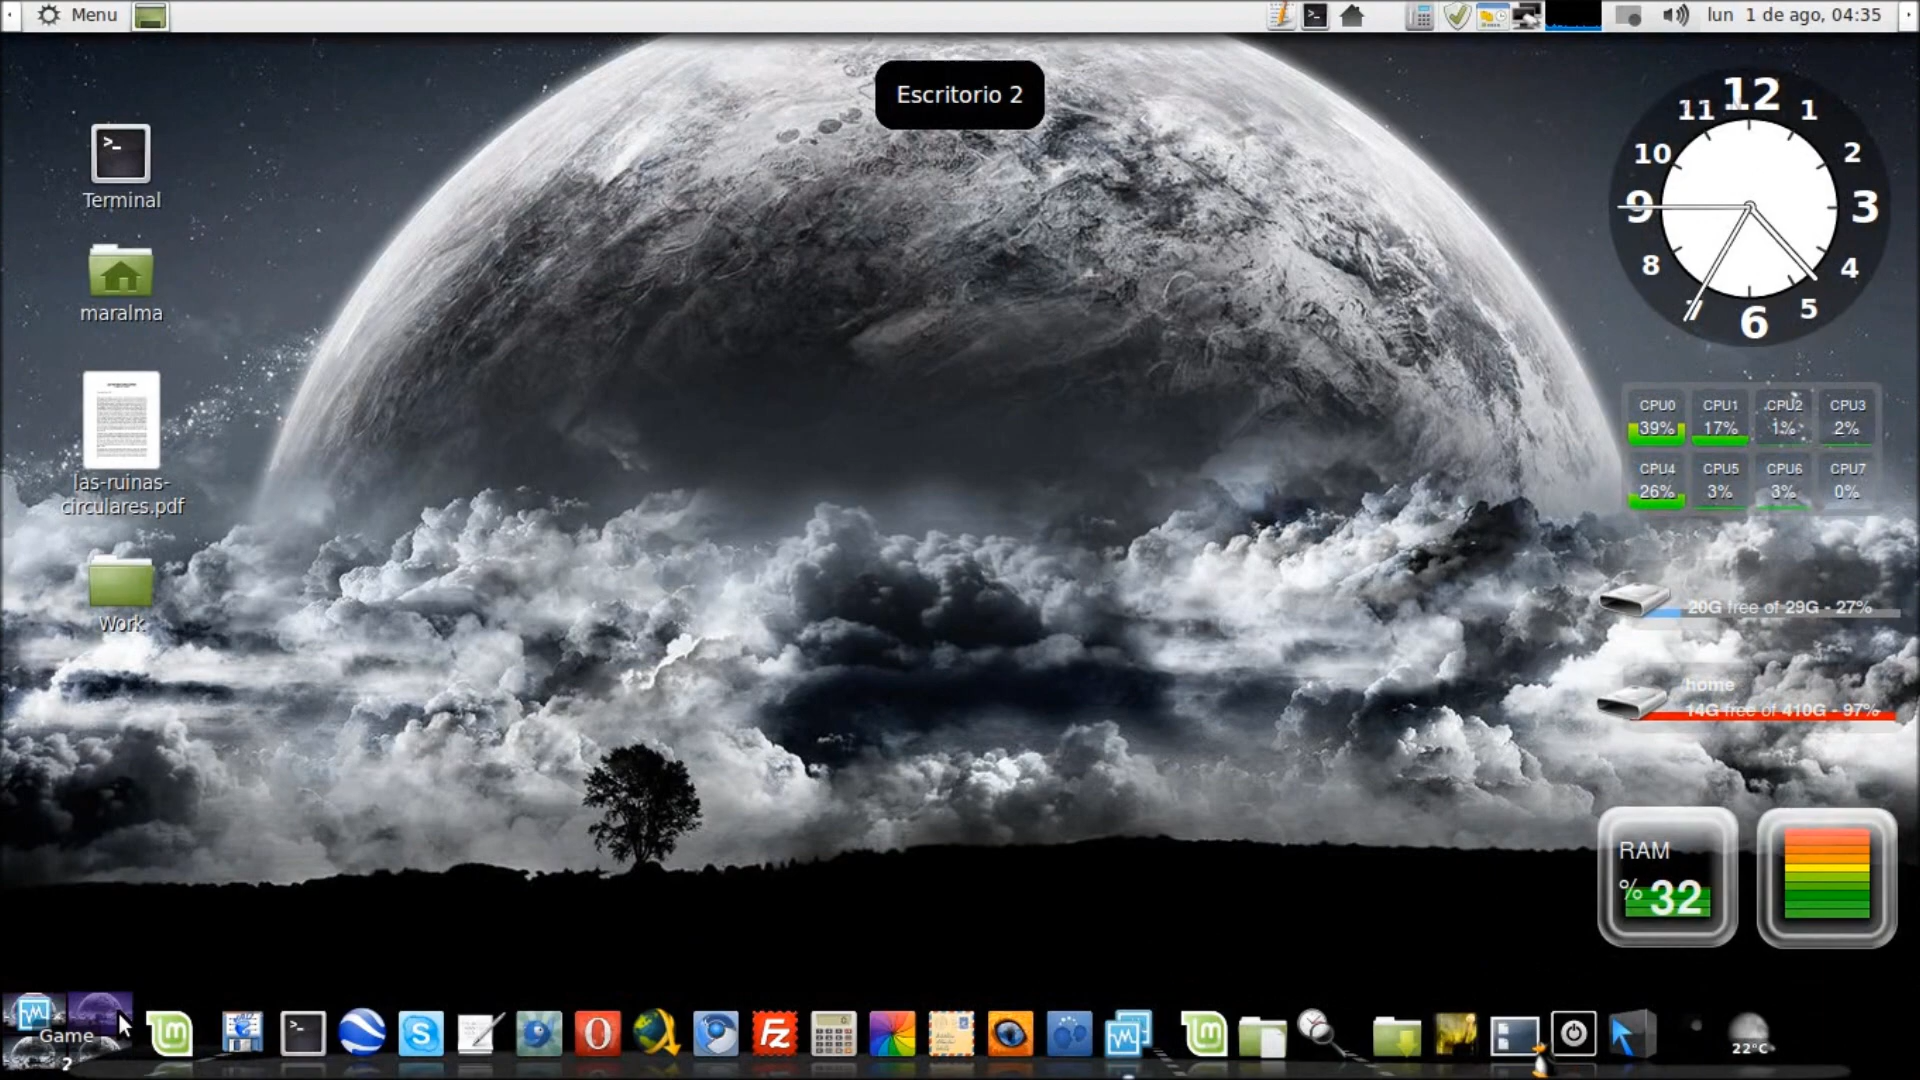 Menu
lun 1 de ago, 04:35
Escritorio 2
Terminal
maralma
las-ruinas-
circulares.pdf
Work
12
11
1
10
2
9
3
8
4
7
5
6
CPU0 CPU1 CPU2 CPU3
39% 17% 1% 2%
CPU4 CPU5 CPU6 CPU7
26% 3% 3% 0%
20G free of 29G - 27%
home
14G free of 410G - 97%
RAM
% 32
Game
2
22°C